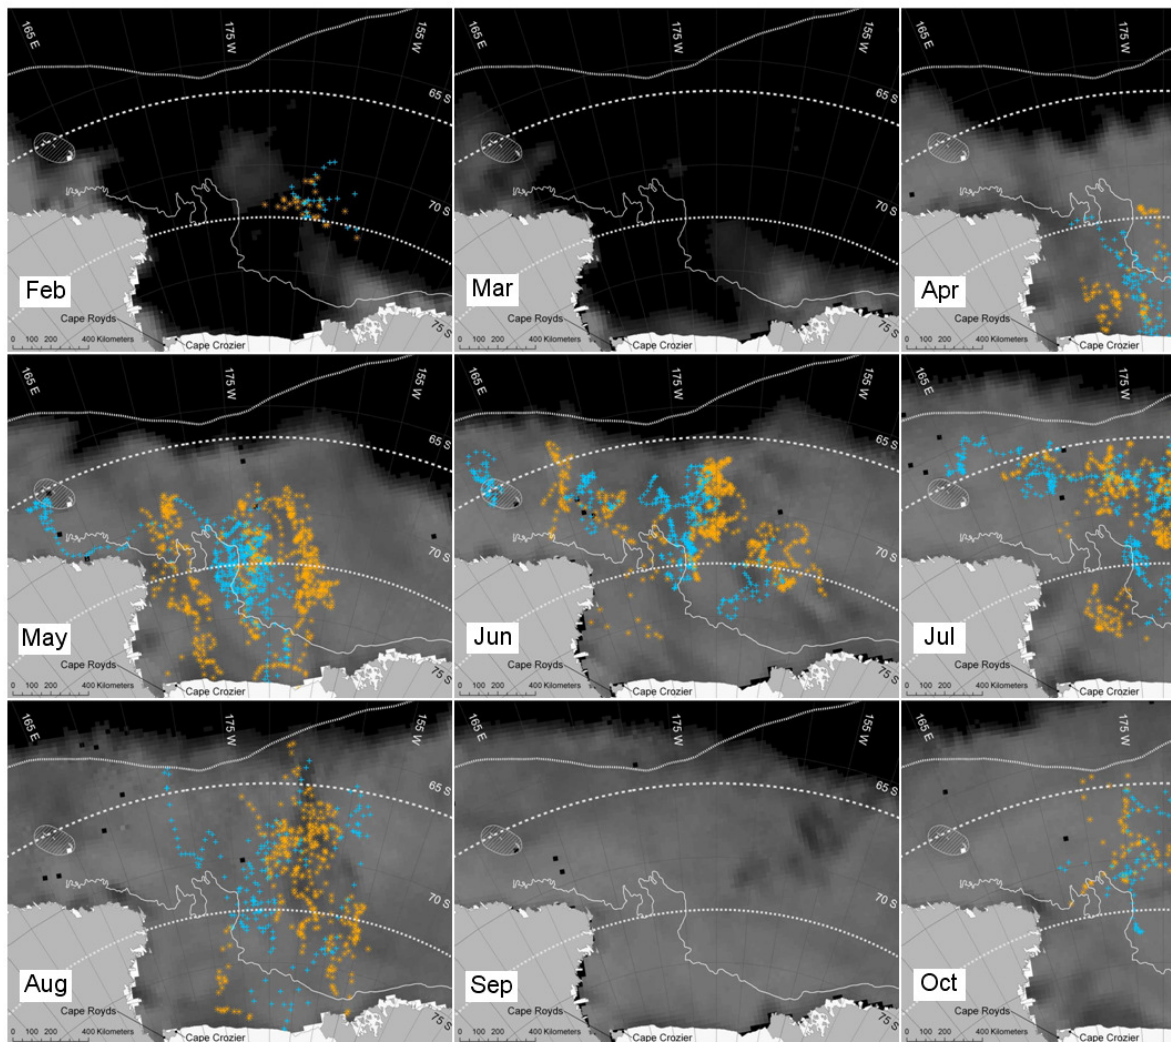 165 E
175 W
155 W
65 S
70 S
Feb
Cape Royds
75 S
0 100 200 400 Kilometers
Cape Crozier
165 E
175 W
155 W
65 S
70 S
Mar
Cape Royds
75 S
0 100 200 400 Kilometers
Cape Crozier
165 E
175 W
Apr
Cape Royds
0 100 200 400 Kilometers
Cape Crozier
165 E
175 W
155 W
65 S
70 S
May
Cape Royds
75 S
0 100 200 400 Kilometers
Cape Crozier
165 E
175 W
155 W
65 S
70 S
Jun
Cape Royds
75 S
0 100 200 400 Kilometers
Cape Crozier
165 E
175 W
Jul
Cape Royds
0 100 200 400 Kilometers
Cape Crozier
165 E
175 W
155 W
65 S
70 S
Aug
Cape Royds
75 S
0 100 200 400 Kilometers
Cape Crozier
165 E
175 W
155 W
65 S
70 S
Sep
Cape Royds
75 S
0 100 200 400 Kilometers
Cape Crozier
165 E
175 W
Oct
Cape Royds
0 100 200 400 Kilometers
Cape Crozier